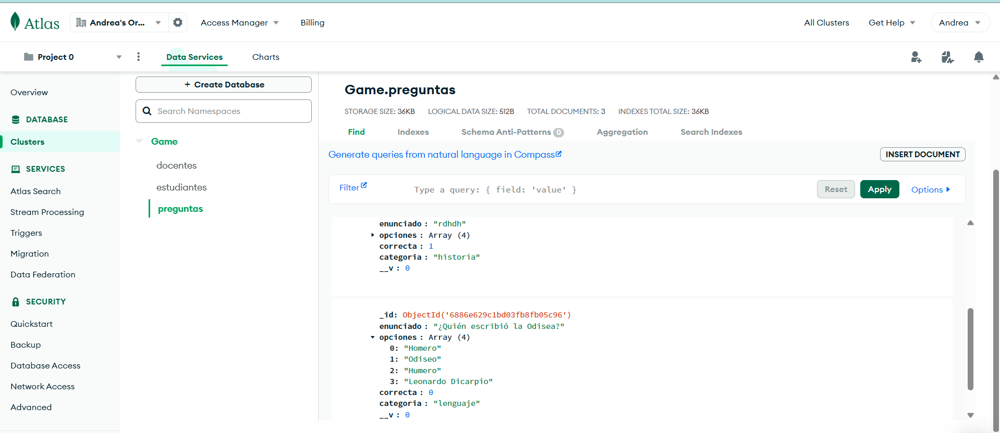 Atlas
Andrea's Or...
Access Manager
Billing
All Clusters
Get Help
Andrea
Project 0
Data Services
Charts
Overview
DATABASE
Clusters
SERVICES
Atlas Search
Stream Processing
Triggers
Migration
Data Federation
SECURITY
Quickstart
Backup
Database Access
Network Access
Advanced
+ Create Database
Search Namespaces
Game
docentes
estudiantes
preguntas
Game.preguntas
STORAGE SIZE: 36KB LOGICAL DATA SIZE: 512B TOTAL DOCUMENTS: 3 INDEXES TOTAL SIZE: 36KB
Find Indexes Schema Anti-Patterns 0 Aggregation Search Indexes
Generate queries from natural language in Compass
INSERT DOCUMENT
Filter
Type a query: { field: 'value' }
Reset
Apply
Options
enunciado : "rdhdh"
opciones : Array (4)
correcta : 1
categoria : "historia"
__v : 0
_id: ObjectId('6886e629c1bd03fb8fb05c96')
enunciado : "¿Quién escribió la Odisea?"
opciones : Array (4)
0: "Homero"
1: "Odiseo"
2: "Humero"
3: "Leonardo Dicarpio"
correcta : 0
categoria : "lenguaje"
__v : 0